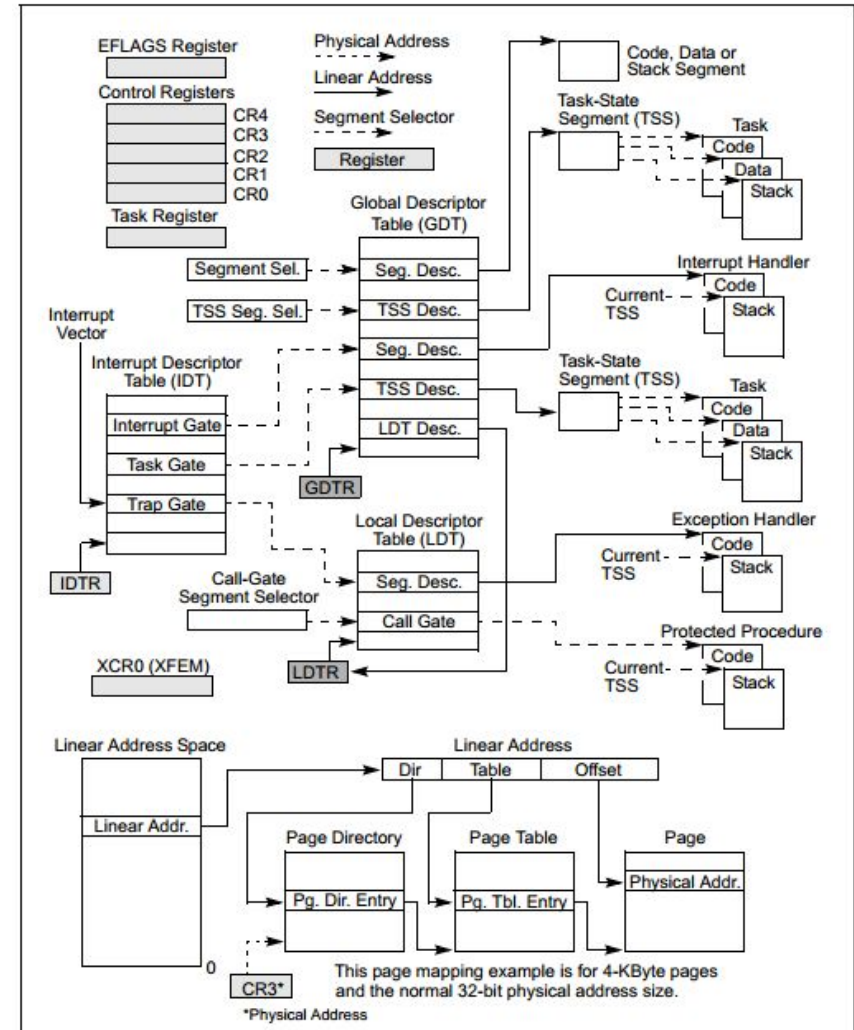 EFLAGS Register
Control Registers
CR4
CR3
CR2
CR1
CR0
Task Register
Physical Address
Linear Address
Segment Selector
Register
Code, Data or
Stack Segment
Task-State
Segment (TSS)
Task
Code
Data
Stack
Global Descriptor
Table (GDT)
Segment Sel.
Seg. Desc.
TSS Seg. Sel.
TSS Desc.
Seg. Desc.
TSS Desc.
LDT Desc.
GDTR
Interrupt Handler
Code
Current
TSS
Stack
Interrupt
Vector
Interrupt Descriptor
Table (IDT)
Interrupt Gate
Task Gate
Trap Gate
IDTR
Task-State
Segment (TSS)
Task
Code
Data
Stack
Local Descriptor
Table (LDT)
Call-Gate
Segment Selector
Seg. Desc.
Call Gate
LDTR
XCR0 (XFEM)
Exception Handler
Code
Current
TSS
Stack
Protected Procedure
Code
Current
TSS
Stack
Linear Address Space
Linear Addr.
0
Linear Address
Dir
Table
Offset
Page Directory
Pg. Dir. Entry
Page Table
Pg. Tbl. Entry
Page
Physical Addr.
CR3*
*Physical Address
This page mapping example is for 4-KByte pages
and the normal 32-bit physical address size.